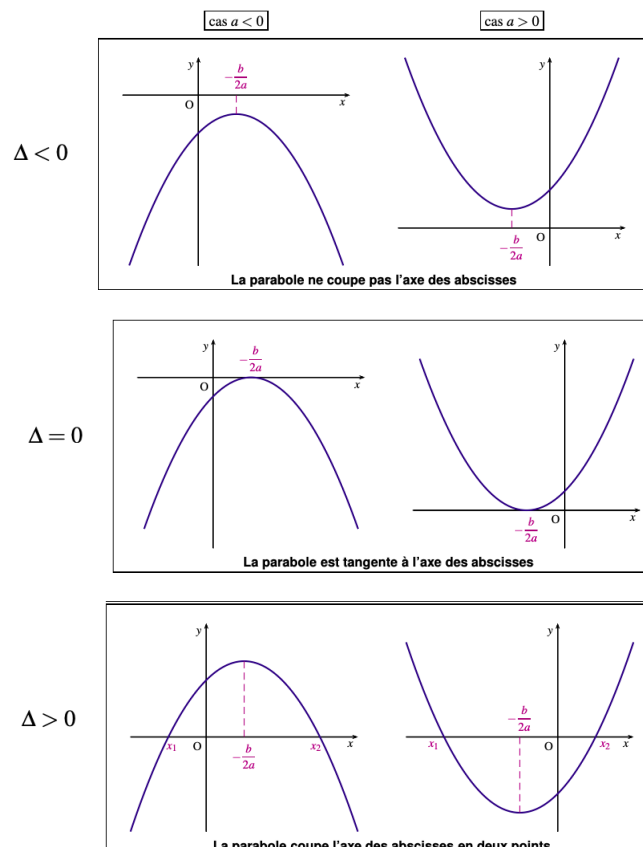 cas a < 0
cas a > 0
Δ < 0
y
−b/2a
O
x
y
x
O
−b/2a
La parabole ne coupe pas l'axe des abscisses
Δ = 0
y
−b/2a
O
x
y
O
x
−b/2a
La parabole est tangente à l'axe des abscisses
Δ > 0
y
x₁
O
−b/2a
x₂
x
y
−b/2a
x₁
O
x₂
x
La parabole coupe l'axe des abscisses en deux points